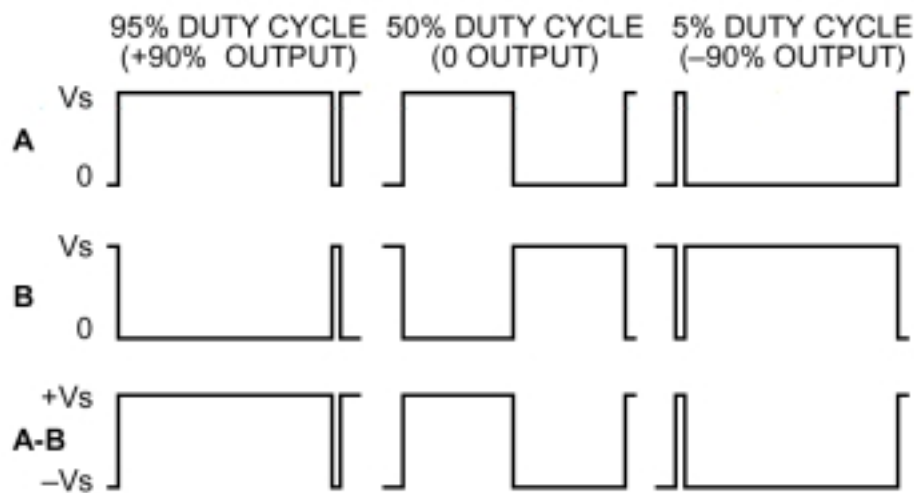 95% DUTY CYCLE
(+90% OUTPUT)
50% DUTY CYCLE
(0 OUTPUT)
5% DUTY CYCLE
(–90% OUTPUT)
Vs
A
0
Vs
B
0
+Vs
A-B
–Vs